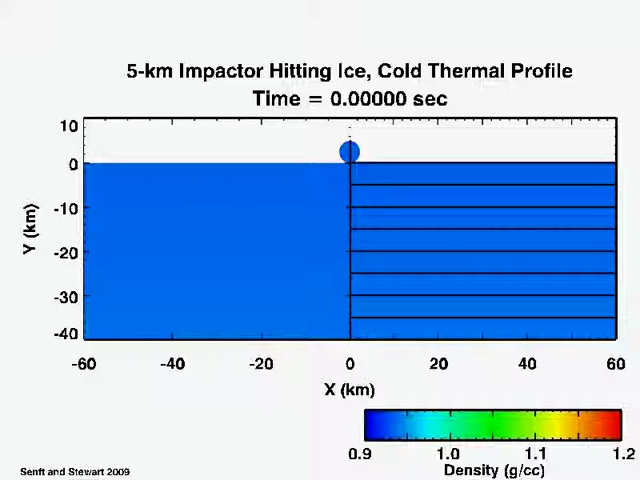 5-km Impactor Hitting Ice, Cold Thermal Profile
Time = 0.00000 sec
10
0
-10
-20
-30
-40
Y (km)
-60 -40 -20 0 20 40 60
X (km)
0.9 1.0 1.1 1.2
Density (g/cc)
Senft and Stewart 2009